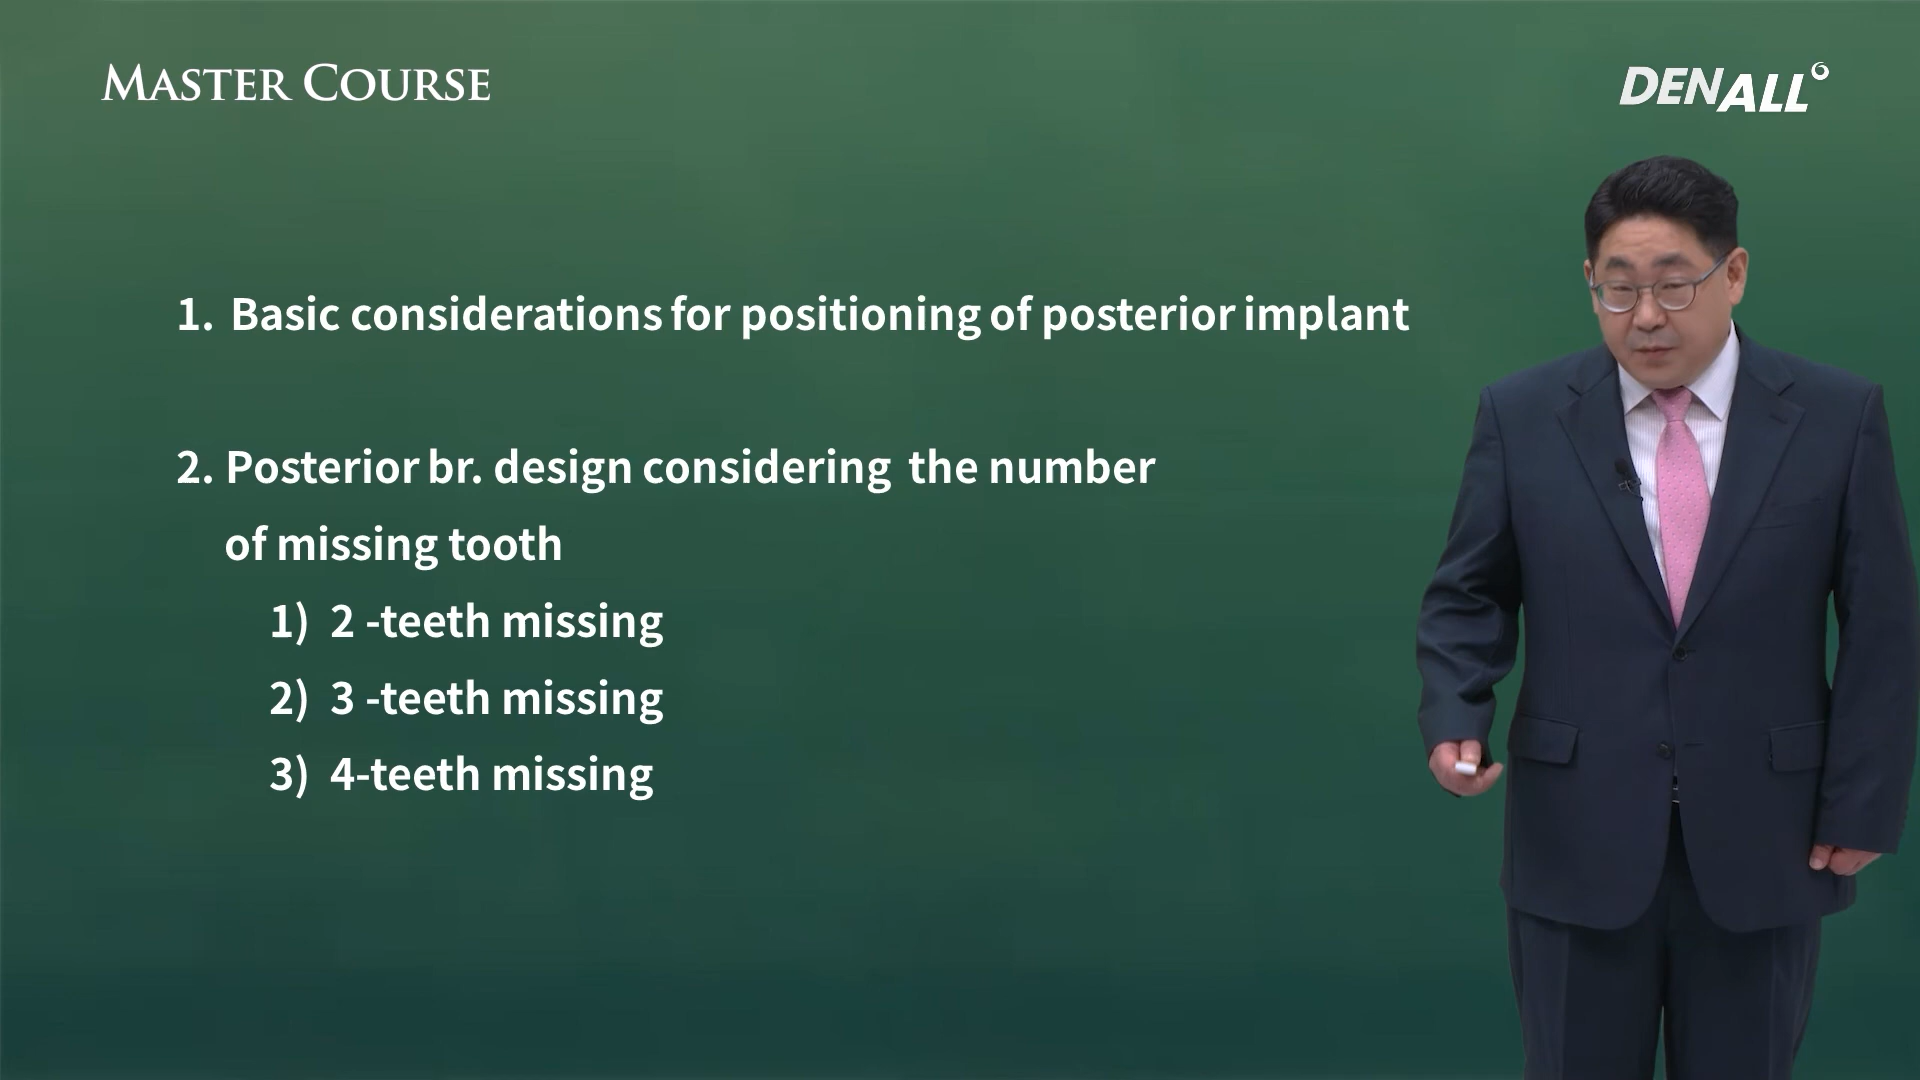 MASTER COURSE
DENALL
1. Basic considerations for positioning of posterior implant
2. Posterior br. design considering the number
of missing tooth
1) 2 -teeth missing
2) 3 -teeth missing
3) 4-teeth missing